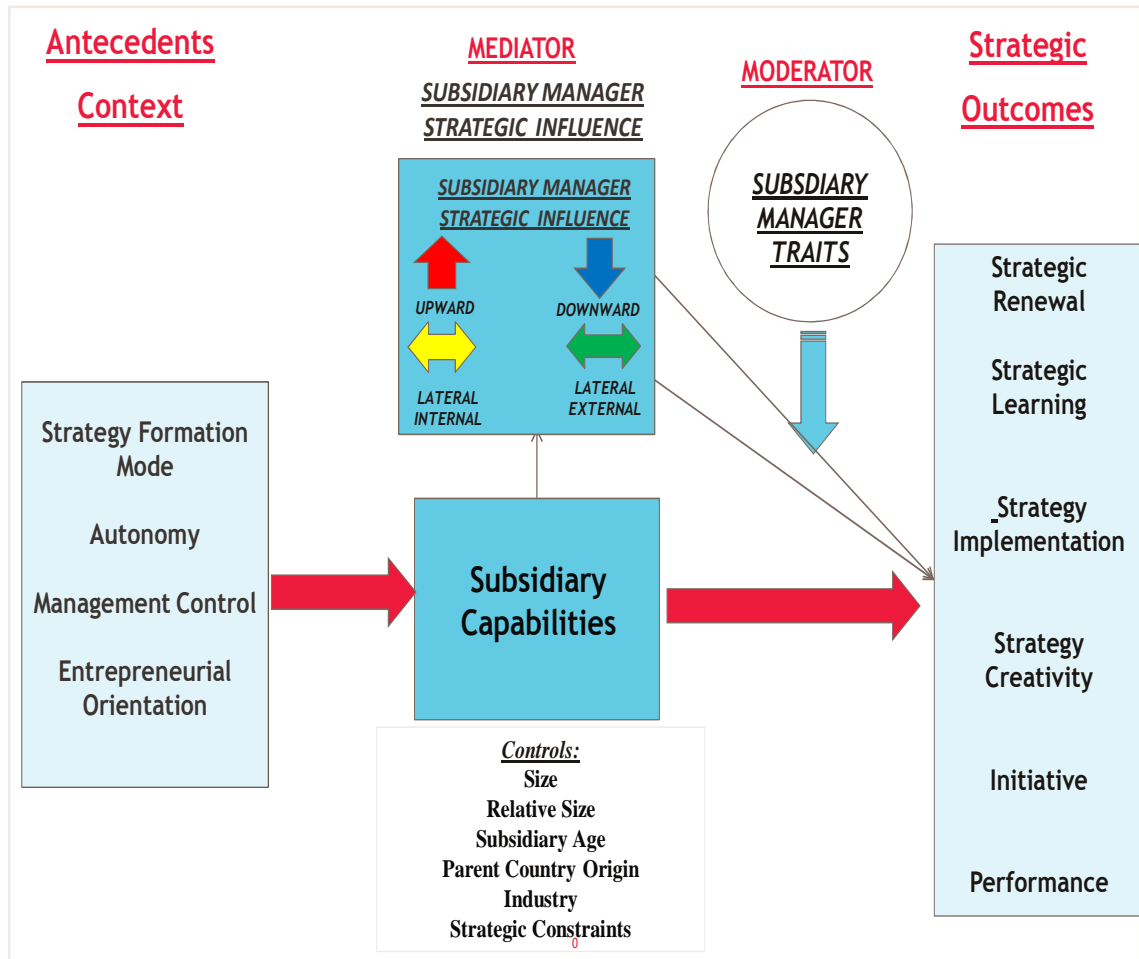 Antecedents
Context
MEDIATOR
SUBSIDIARY MANAGER
STRATEGIC INFLUENCE
MODERATOR
Strategic
Outcomes
SUBSIDIARY MANAGER
STRATEGIC INFLUENCE
UPWARD
DOWNWARD
LATERAL
INTERNAL
LATERAL
EXTERNAL
SUBSDIARY
MANAGER
TRAITS
Strategy Formation
Mode
Autonomy
Management Control
Entrepreneurial
Orientation
Subsidiary
Capabilities
Controls:
Size
Relative Size
Subsidiary Age
Parent Country Origin
Industry
Strategic Constraints
0
Strategic
Renewal
Strategic
Learning
_Strategy
Implementation
Strategy
Creativity
Initiative
Performance